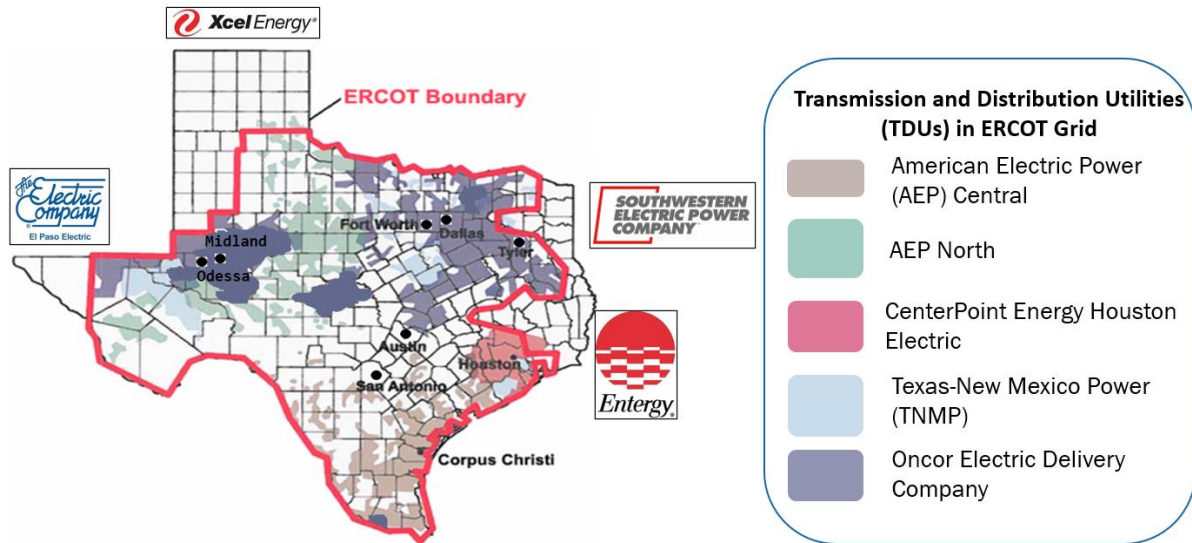 Xcel Energy®
ERCOT Boundary
the Electric Company
El Paso Electric
Midland
Odessa
Fort Worth
Dallas
Tyler
Austin
San Antonio
Houston
Corpus Christi
SOUTHWESTERN
ELECTRIC POWER
COMPANY
Entergy®
Transmission and Distribution Utilities
(TDUs) in ERCOT Grid
American Electric Power
(AEP) Central
AEP North
CenterPoint Energy Houston
Electric
Texas-New Mexico Power
(TNMP)
Oncor Electric Delivery
Company